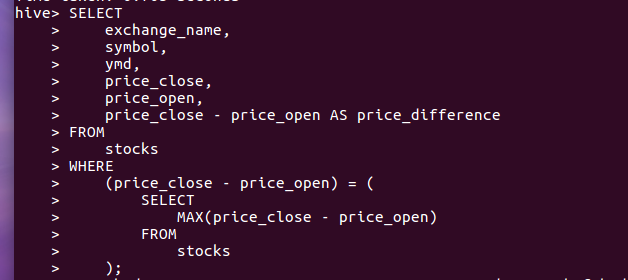 hive> SELECT
    >     exchange_name,
    >     symbol,
    >     ymd,
    >     price_close,
    >     price_open,
    >     price_close - price_open AS price_difference
    > FROM
    >     stocks
    > WHERE
    >     (price_close - price_open) = (
    >         SELECT
    >             MAX(price_close - price_open)
    >         FROM
    >             stocks
    >     );